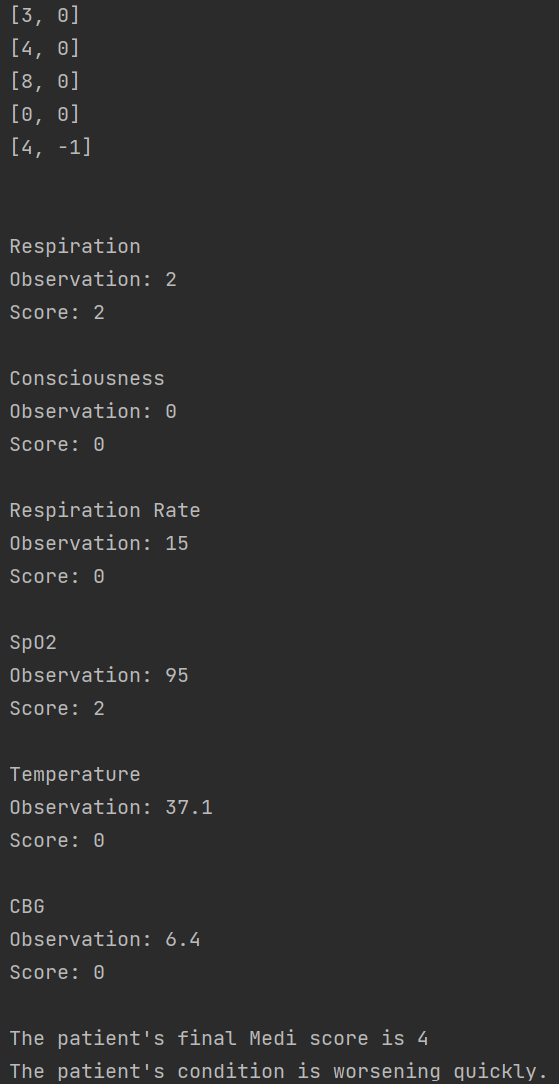 [3, 0]
[4, 0]
[8, 0]
[0, 0]
[4, -1]
Respiration
Observation: 2
Score: 2
Consciousness
Observation: 0
Score: 0
Respiration Rate
Observation: 15
Score: 0
SpO2
Observation: 95
Score: 2
Temperature
Observation: 37.1
Score: 0
CBG
Observation: 6.4
Score: 0
The patient's final Medi score is 4
The patient's condition is worsening quickly.